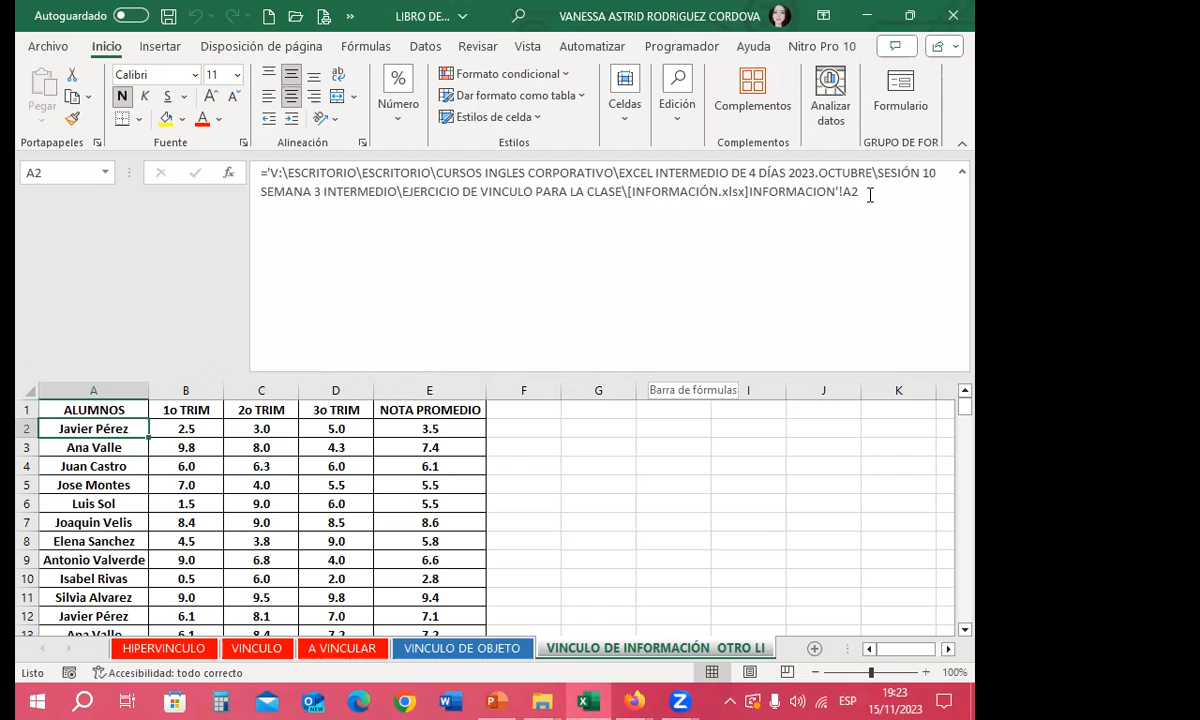 Autoguardado LIBRO DE... VANESSA ASTRID RODRIGUEZ CORDOVA
Archivo Inicio Insertar Disposición de página Fórmulas Datos Revisar Vista Automatizar Programador Ayuda Nitro Pro 10
Pegar
Portapapeles
Calibri 11
N K S
Fuente
Alineación
Número
Formato condicional
Dar formato como tabla
Estilos de celda
Estilos
Celdas
Edición
Complementos
Complementos
Analizar datos
Formulario
GRUPO DE FOR
A2
='V:\ESCRITORIO\ESCRITORIO\CURSOS INGLES CORPORATIVO\EXCEL INTERMEDIO DE 4 DÍAS 2023.OCTUBRE\SESIÓN 10
SEMANA 3 INTERMEDIO\EJERCICIO DE VINCULO PARA LA CLASE\[INFORMACIÓN.xlsx]INFORMACION'!A2
Barra de fórmulas
A B C D E F G I J K
1 ALUMNOS 1o TRIM 2o TRIM 3o TRIM NOTA PROMEDIO
2 Javier Pérez 2.5 3.0 5.0 3.5
3 Ana Valle 9.8 8.0 4.3 7.4
4 Juan Castro 6.0 6.3 6.0 6.1
5 Jose Montes 7.0 4.0 5.5 5.5
6 Luis Sol 1.5 9.0 6.0 5.5
7 Joaquin Velis 8.4 9.0 8.5 8.6
8 Elena Sanchez 4.5 3.8 9.0 5.8
9 Antonio Valverde 9.0 6.8 4.0 6.6
10 Isabel Rivas 0.5 6.0 2.0 2.8
11 Silvia Alvarez 9.0 9.5 9.8 9.4
12 Javier Pérez 6.1 8.1 7.0 7.1
13 Ana Valle 6.1 8.4 7.2 7.2
HIPERVINCULO VINCULO A VINCULAR VINCULO DE OBJETO VINCULO DE INFORMACIÓN OTRO LI
Listo Accesibilidad: todo correcto 100%
ESP 19:23
15/11/2023